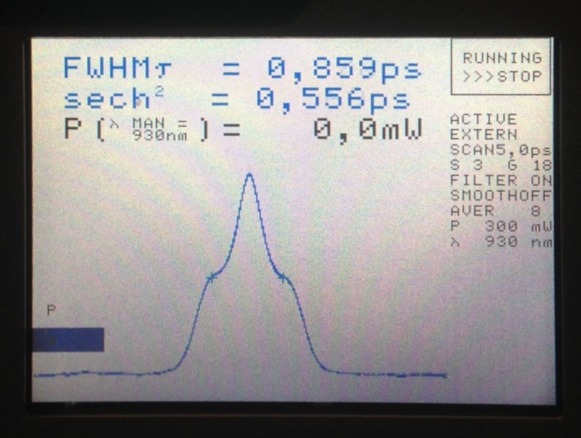 FWHMτ = 0,859ps
sech² = 0,556ps
P (λ MAN = 930nm) = 0,0mW
RUNNING
>>>STOP
ACTIVE
EXTERN
SCAN5,0ps
S 3 G 18
FILTER ON
SMOOTHOFF
AVER 8
P 300 mW
λ 930 nm
P